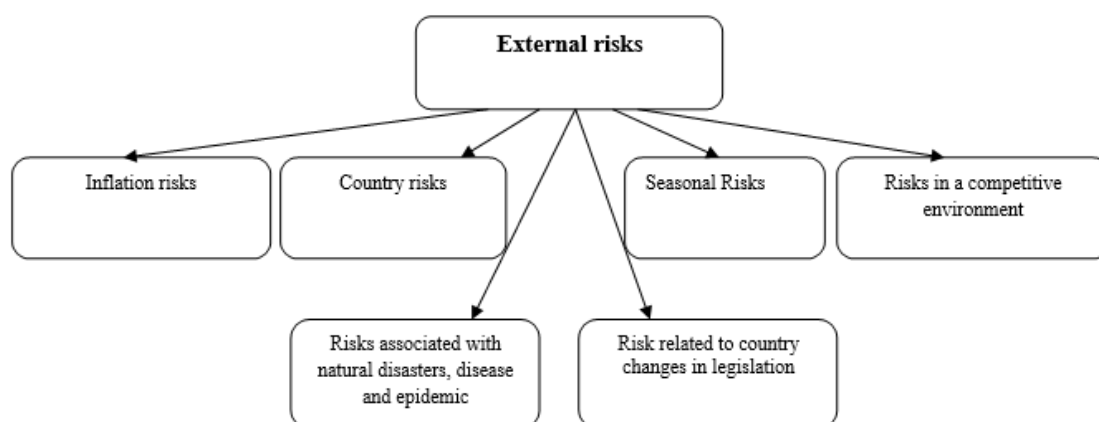 External risks
Inflation risks
Country risks
Seasonal Risks
Risks in a competitive
environment
Risks associated with
natural disasters, disease
and epidemic
Risk related to country
changes in legislation